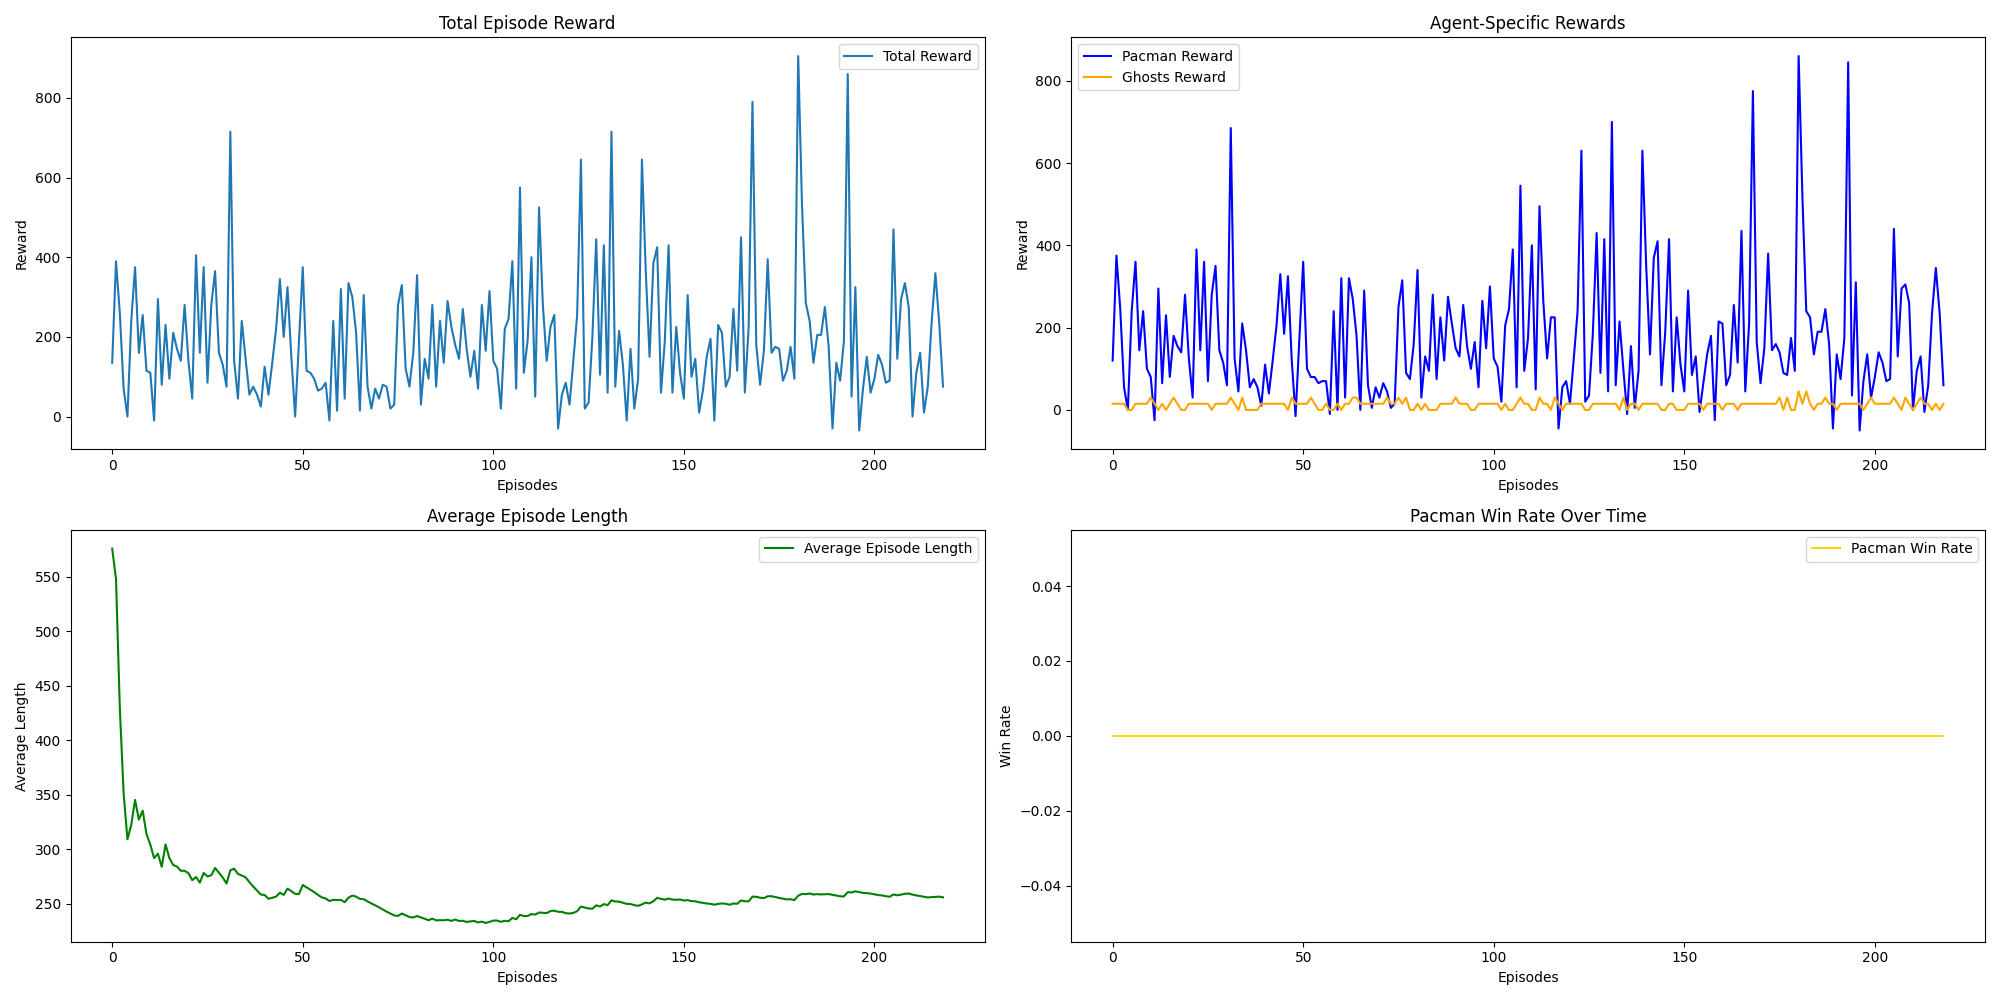 Total Episode Reward
Total Reward
Reward
800
600
400
200
0
0 50 100 150 200
Episodes
Agent-Specific Rewards
Pacman Reward
Ghosts Reward
Reward
800
600
400
200
0
0 50 100 150 200
Episodes
Average Episode Length
Average Episode Length
Average Length
550
500
450
400
350
300
250
0 50 100 150 200
Episodes
Pacman Win Rate Over Time
Pacman Win Rate
Win Rate
0.04
0.02
0.00
−0.02
−0.04
0 50 100 150 200
Episodes